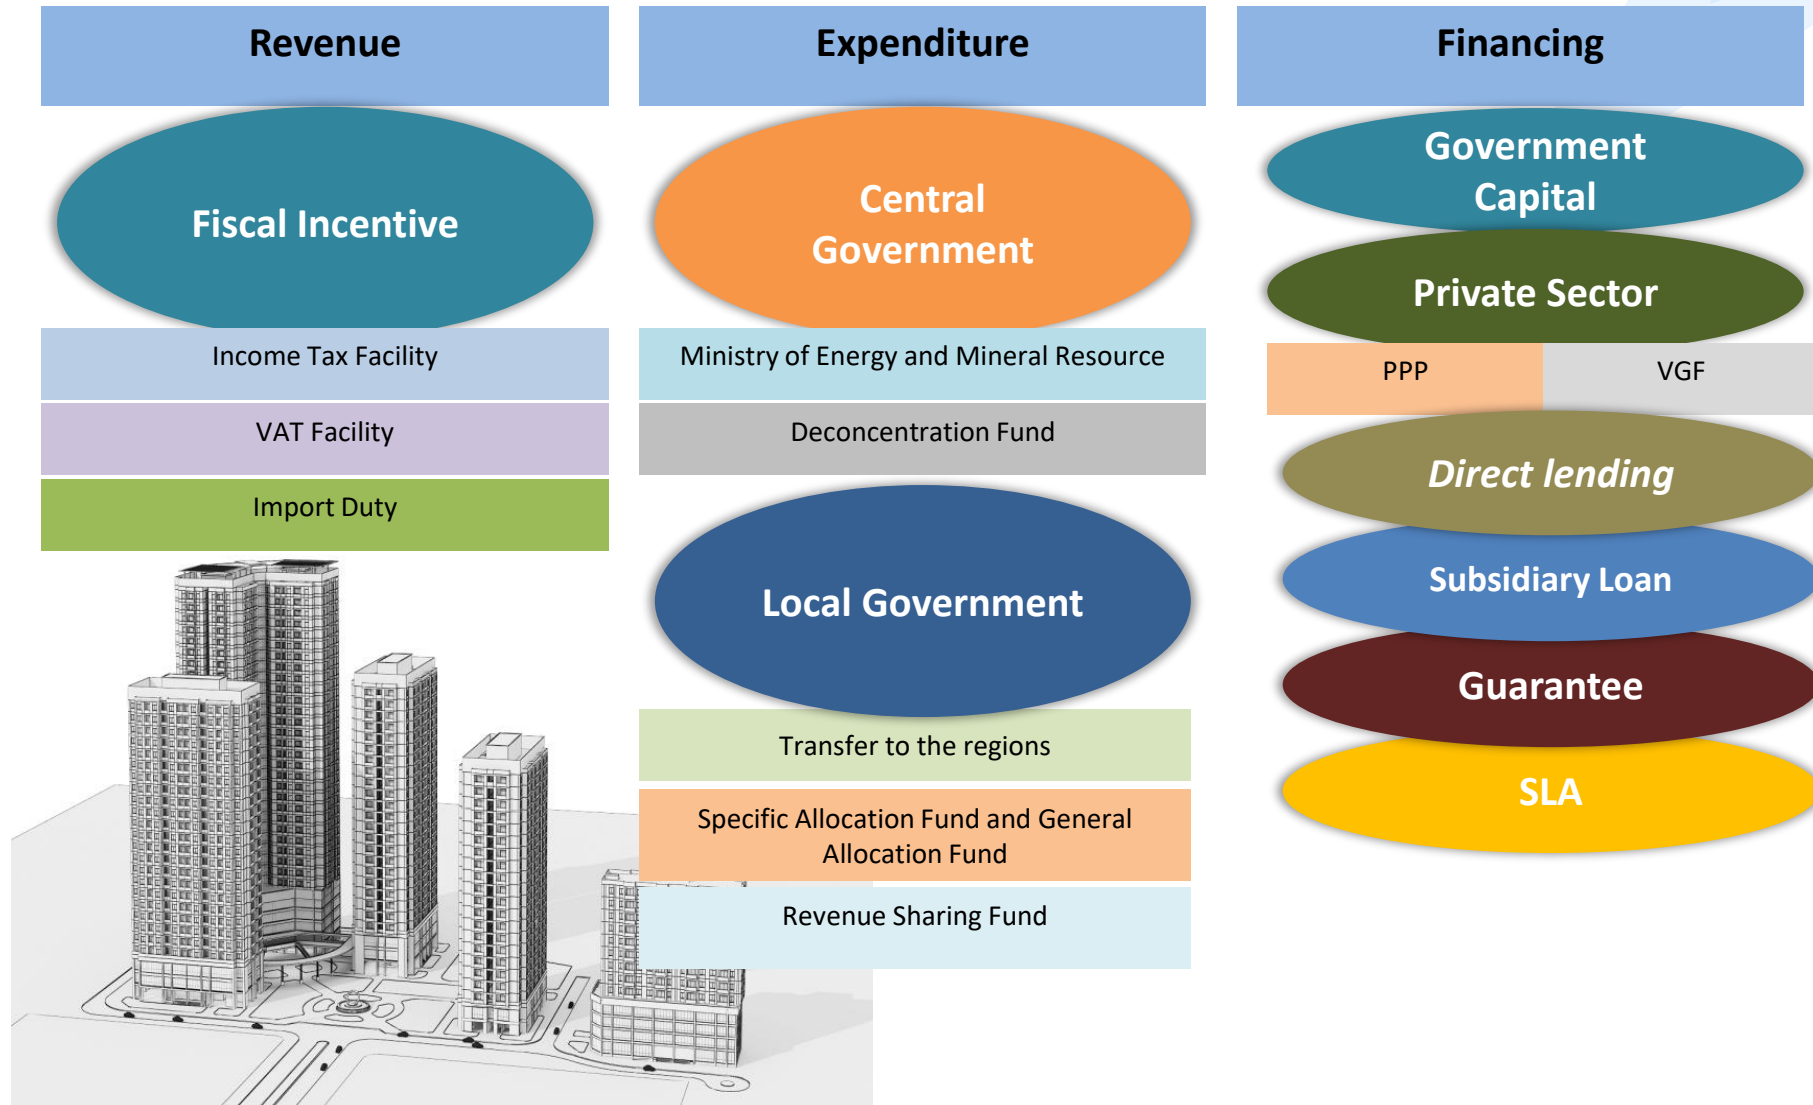 Revenue
Fiscal Incentive
Income Tax Facility
VAT Facility
Import Duty
Expenditure
Central
Government
Ministry of Energy and Mineral Resource
Deconcentration Fund
Local Government
Transfer to the regions
Specific Allocation Fund and General
Allocation Fund
Revenue Sharing Fund
Financing
Government
Capital
Private Sector
PPP
VGF
Direct lending
Subsidiary Loan
Guarantee
SLA